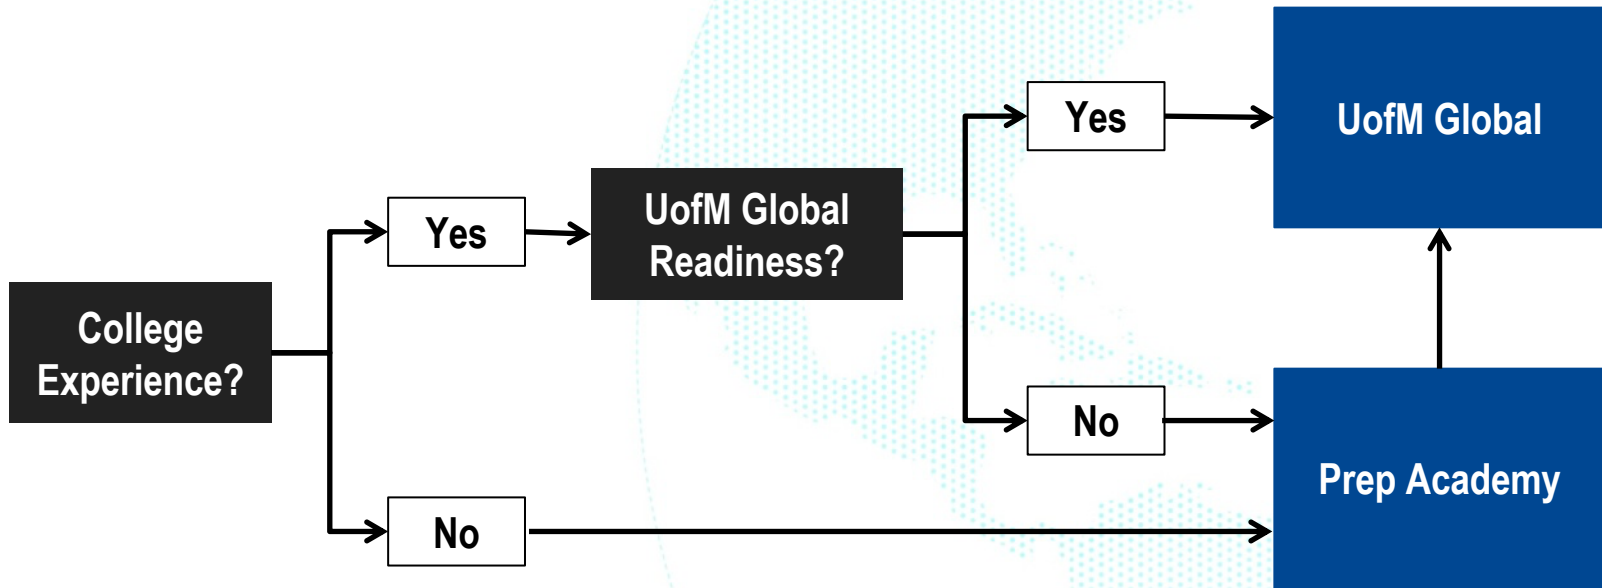 College
Experience?
Yes
No
UofM Global
Readiness?
Yes
No
UofM Global
Prep Academy